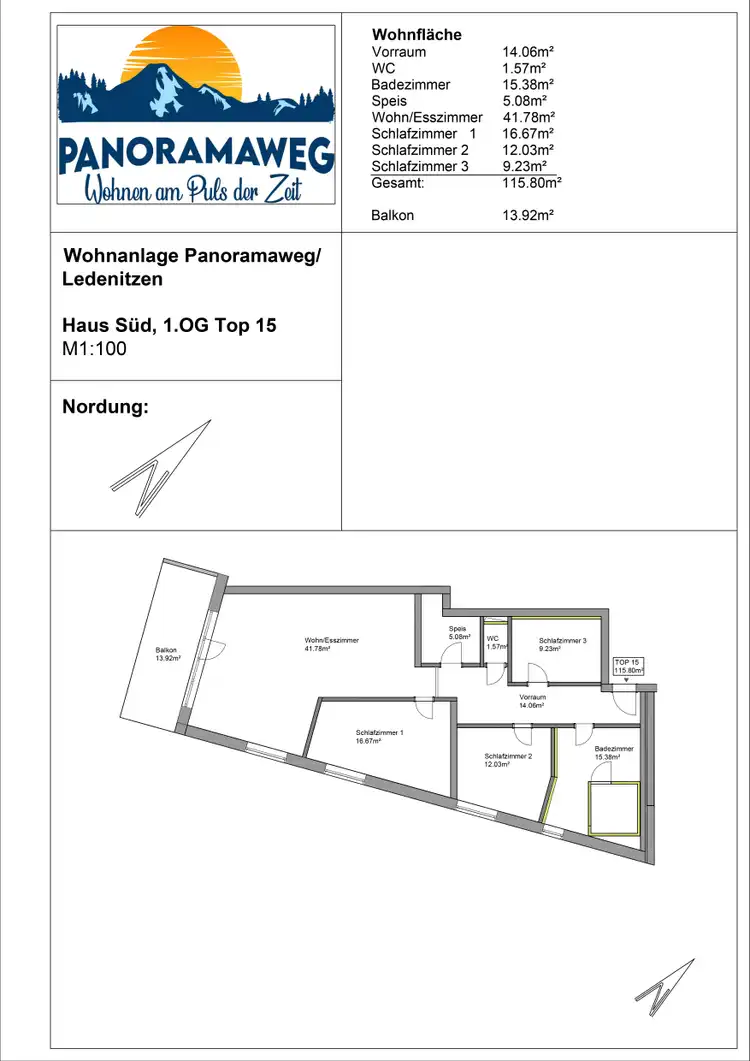 PANORAMAWEG
Wohnen am Puls der Zeit
Wohnfläche
Vorraum 14.06m²
WC 1.57m²
Badezimmer 15.38m²
Speis 5.08m²
Wohn/Esszimmer 41.78m²
Schlafzimmer 1 16.67m²
Schlafzimmer 2 12.03m²
Schlafzimmer 3 9.23m²
Gesamt: 115.80m²
Balkon 13.92m²
Wohnanlage Panoramaweg/
Ledenitzen
Haus Süd, 1.OG Top 15
M1:100
Nordung:
N
Balkon
13.92m²
Wohn/Esszimmer
41.78m²
Speis
5.08m²
WC
1.57m²
Schlafzimmer 3
9.23m²
TOP 15
115.80m²
Vorraum
14.06m²
Schlafzimmer 1
16.67m²
Schlafzimmer 2
12.03m²
Badezimmer
15.38m²
N